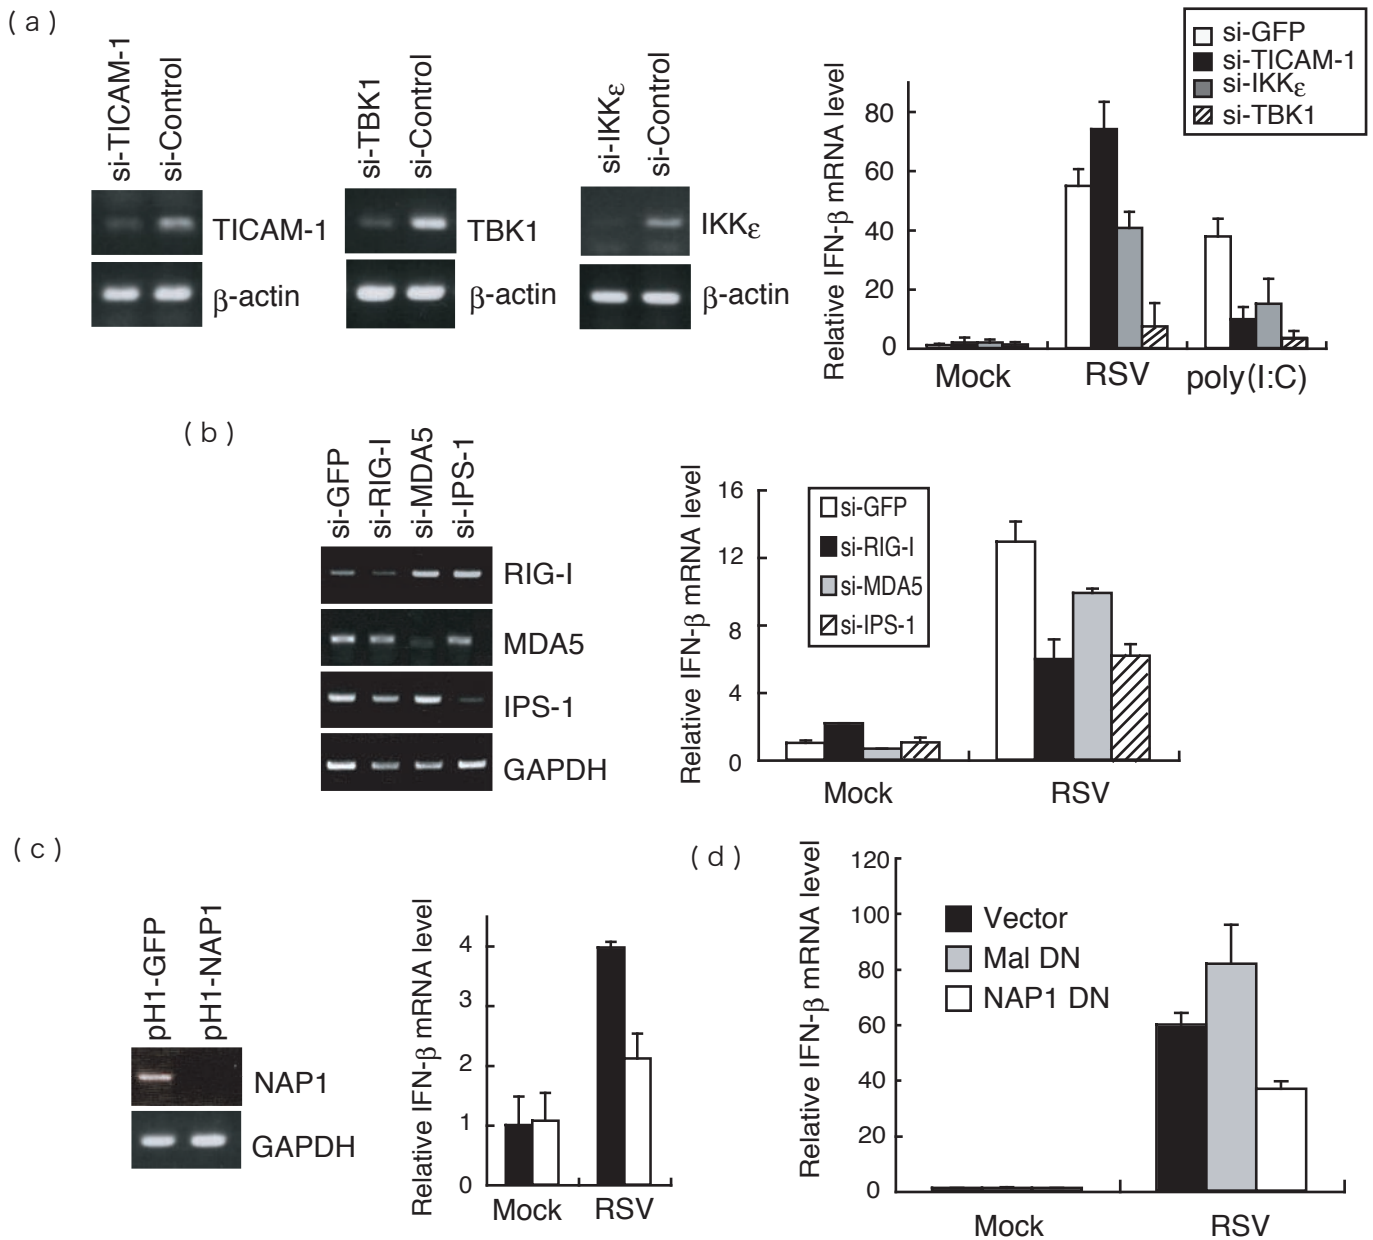 ( a )
si-TICAM-1
si-Control
TICAM-1
β-actin
si-TBK1
si-Control
TBK1
β-actin
si-IKKε
si-Control
IKKε
β-actin
Relative IFN-β mRNA level
80
60
40
20
0
Mock
RSV
poly(I:C)
si-GFP
si-TICAM-1
si-IKKε
si-TBK1
( b )
si-GFP
si-RIG-I
si-MDA5
si-IPS-1
RIG-I
MDA5
IPS-1
GAPDH
Relative IFN-β mRNA level
16
12
8
4
0
si-GFP
si-RIG-I
si-MDA5
si-IPS-1
Mock
RSV
( c )
pH1-GFP
pH1-NAP1
NAP1
GAPDH
Relative IFN-β mRNA level
4
3
2
1
0
Mock
RSV
( d )
Relative IFN-β mRNA level
120
100
80
60
40
20
0
Vector
Mal DN
NAP1 DN
Mock
RSV